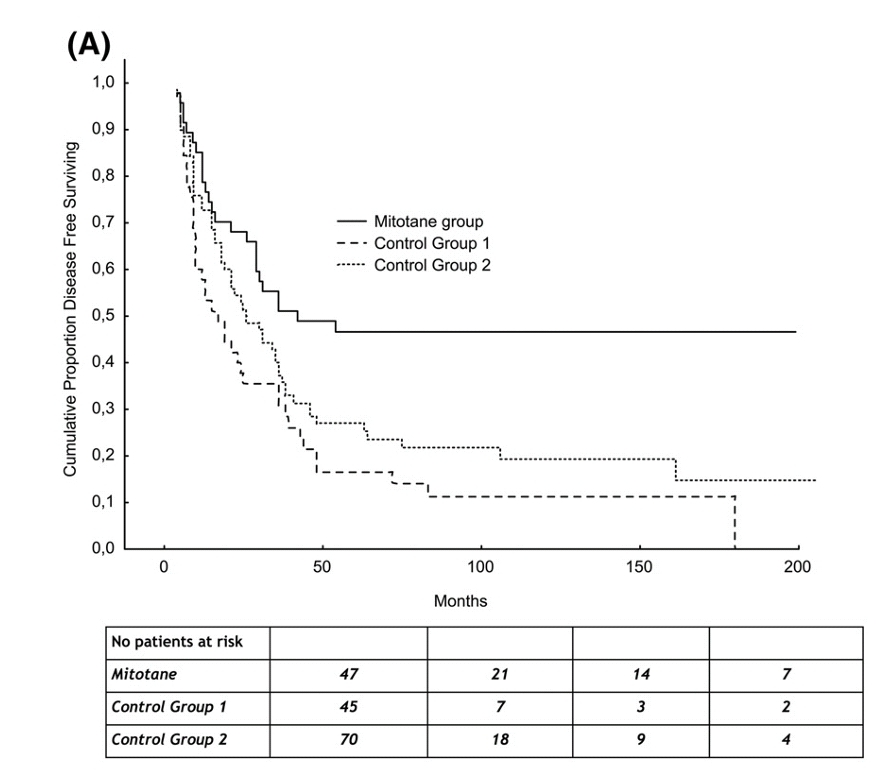 (A)
Cumulative Proportion Disease Free Surviving
1,0
0,9
0,8
0,7
0,6
0,5
0,4
0,3
0,2
0,1
0,0
Mitotane group
Control Group 1
Control Group 2
0 50 100 150 200
Months
No patients at risk
Mitotane 47 21 14 7
Control Group 1 45 7 3 2
Control Group 2 70 18 9 4